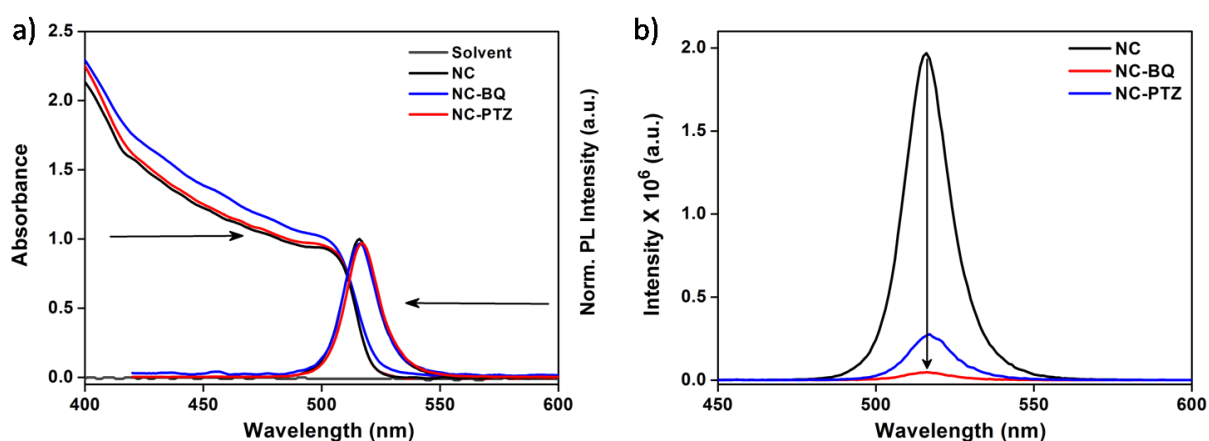 a)
2.5
2.0
1.5
1.0
0.5
0.0
400
450
500
550
600
Absorbance
Wavelength (nm)
Norm. PL Intensity (a.u.)
Solvent
NC
NC-BQ
NC-PTZ
b)
2.0
1.5
1.0
0.5
0.0
450
500
550
600
Intensity X 10⁶ (a.u.)
Wavelength (nm)
NC
NC-BQ
NC-PTZ